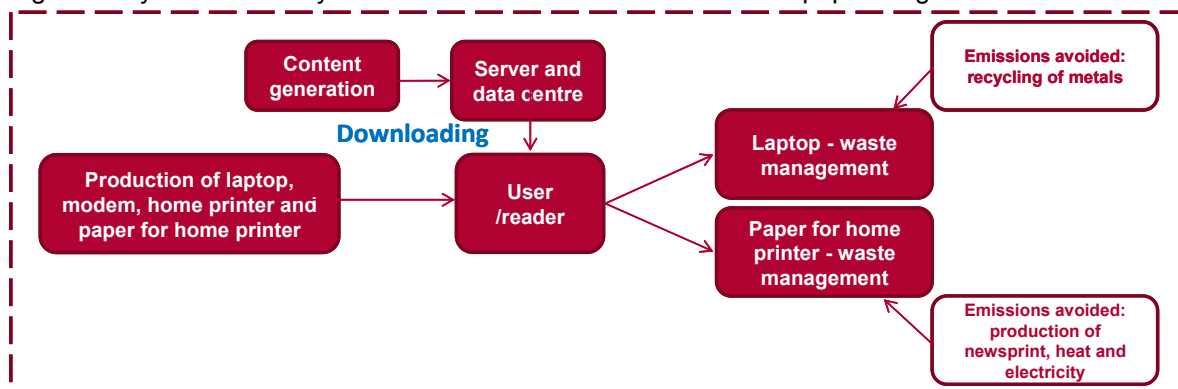 Content
generation
Server and
data centre
Emissions avoided:
recycling of metals
Downloading
Production of laptop,
modem, home printer and
paper for home printer
User
/reader
Laptop - waste
management
Paper for home
printer - waste
management
Emissions avoided:
production of
newsprint, heat and
electricity